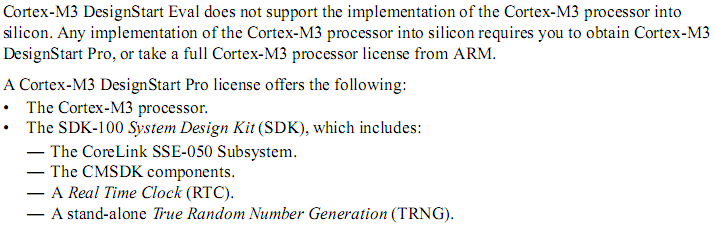 Cortex-M3 DesignStart Eval does not support the implementation of the Cortex-M3 processor into
silicon. Any implementation of the Cortex-M3 processor into silicon requires you to obtain Cortex-M3
DesignStart Pro, or take a full Cortex-M3 processor license from ARM.
A Cortex-M3 DesignStart Pro license offers the following:
• The Cortex-M3 processor.
• The SDK-100 System Design Kit (SDK), which includes:
— The CoreLink SSE-050 Subsystem.
— The CMSDK components.
— A Real Time Clock (RTC).
— A stand-alone True Random Number Generation (TRNG).